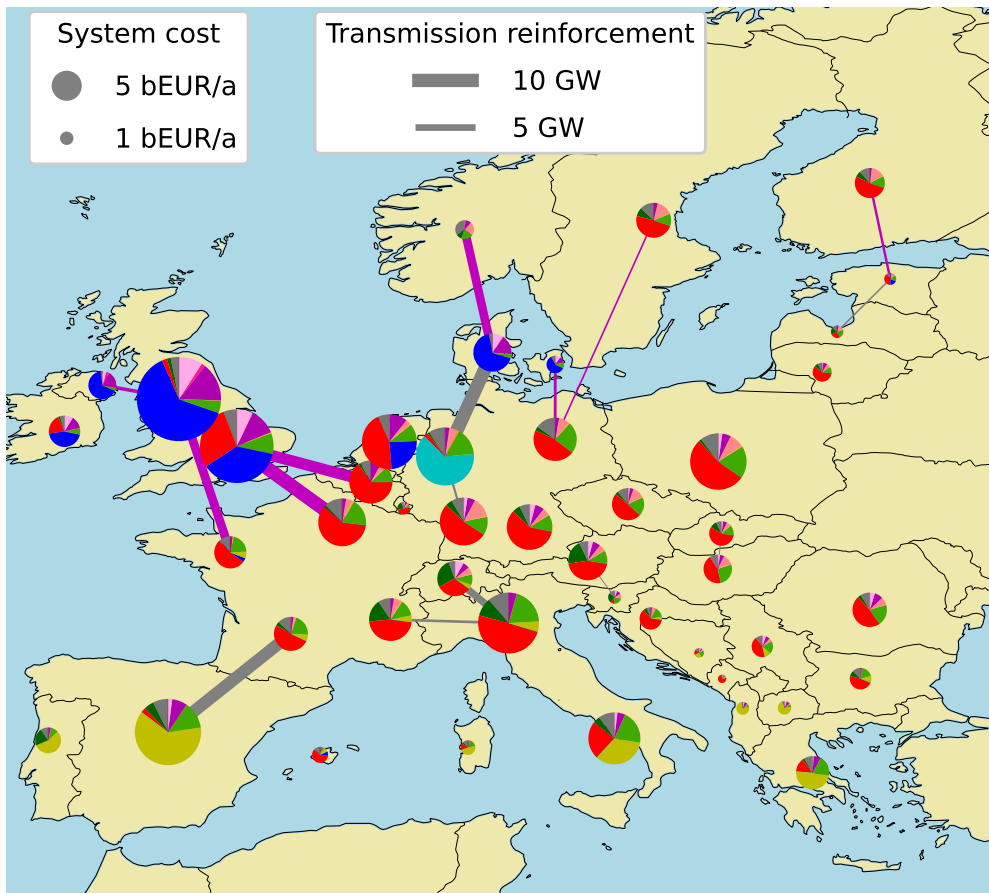 System cost
5 bEUR/a
1 bEUR/a
Transmission reinforcement
10 GW
5 GW